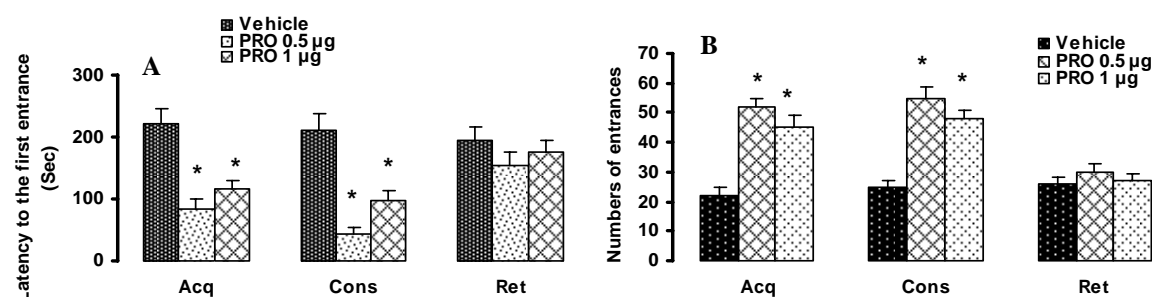 Vehicle
PRO 0.5 µg
PRO 1 µg
A
Latency to the first entrance
(Sec)
300
200
100
0
*
*
*
*
Acq
Cons
Ret
B
Vehicle
PRO 0.5 µg
PRO 1 µg
Numbers of entrances
70
60
50
40
30
20
10
0
*
*
*
*
Acq
Cons
Ret